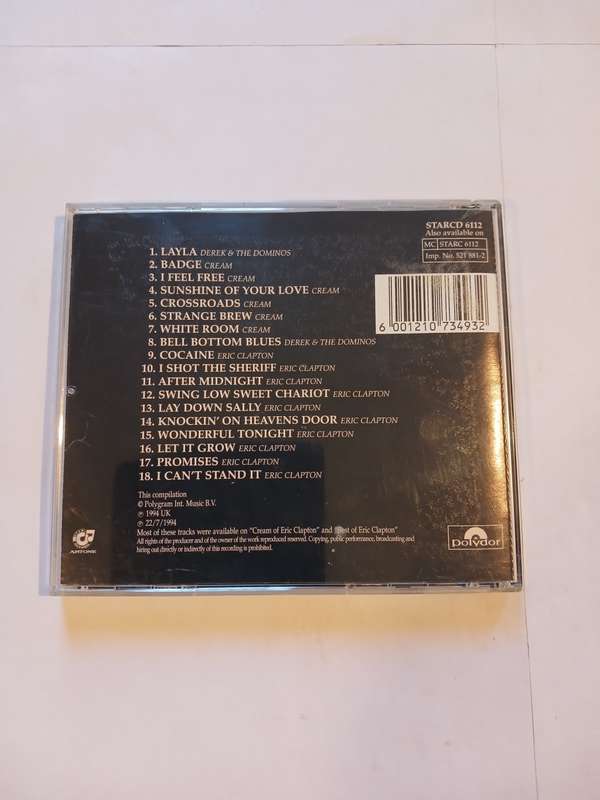 STARCD 6112
Also available on
MC STARC 6112
Imp. No. 521 881-2
6 001210 734932
1. LAYLA DEREK & THE DOMINOS
2. BADGE CREAM
3. I FEEL FREE CREAM
4. SUNSHINE OF YOUR LOVE CREAM
5. CROSSROADS CREAM
6. STRANGE BREW CREAM
7. WHITE ROOM CREAM
8. BELL BOTTOM BLUES DEREK & THE DOMINOS
9. COCAINE ERIC CLAPTON
10. I SHOT THE SHERIFF ERIC CLAPTON
11. AFTER MIDNIGHT ERIC CLAPTON
12. SWING LOW SWEET CHARIOT ERIC CLAPTON
13. LAY DOWN SALLY ERIC CLAPTON
14. KNOCKIN' ON HEAVENS DOOR ERIC CLAPTON
15. WONDERFUL TONIGHT ERIC CLAPTON
16. LET IT GROW ERIC CLAPTON
17. PROMISES ERIC CLAPTON
18. I CAN'T STAND IT ERIC CLAPTON
This compilation
© Polygram Int. Music B.V.
℗ 1994 UK
℗ 22/7/1994
Most of these tracks were available on "Cream of Eric Clapton" and "Best of Eric Clapton"
All rights of the producer and of the owner of the work reproduced reserved. Copying, public performance, broadcasting and
hiring out directly or indirectly of this recording is prohibited.
ARTONE
Polydor